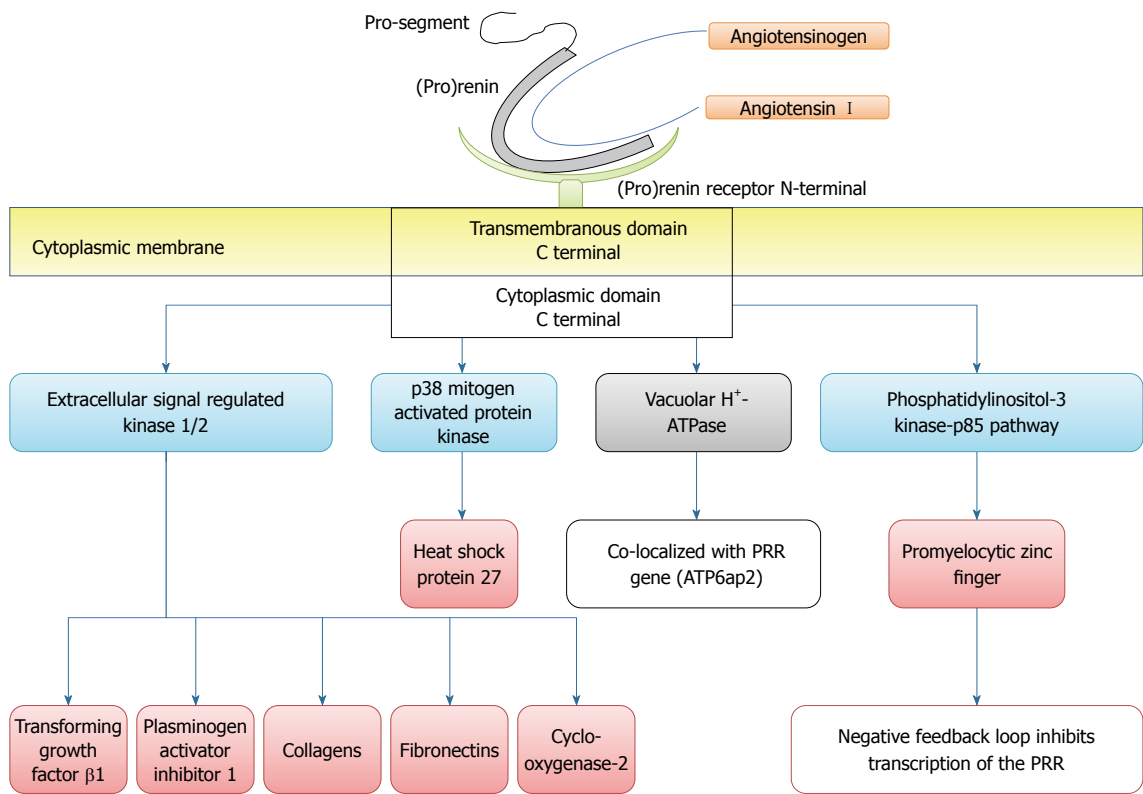 Pro-segment
Angiotensinogen
(Pro)renin
Angiotensin I
(Pro)renin receptor N-terminal
Cytoplasmic membrane
Transmembranous domain
C terminal
Cytoplasmic domain
C terminal
Extracellular signal regulated
kinase 1/2
p38 mitogen
activated protein
kinase
Vacuolar H⁺-
ATPase
Phosphatidylinositol-3
kinase-p85 pathway
Heat shock
protein 27
Co-localized with PRR
gene (ATP6ap2)
Promyelocytic zinc
finger
Transforming
growth
factor β1
Plasminogen
activator
inhibitor 1
Collagens
Fibronectins
Cyclo-
oxygenase-2
Negative feedback loop inhibits
transcription of the PRR